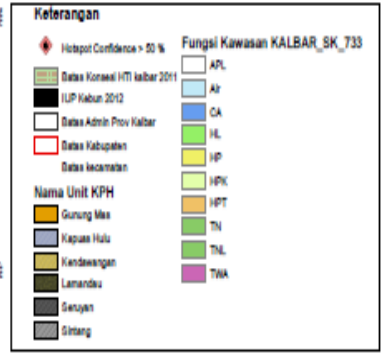 Keterangan
Hotspot Confidence > 50 %
Batas Konsesi HTI kalbar 2011
IUP Kebun 2012
Batas Admin Prov Kalbar
Batas Kabupaten
Batas kecamatan
Nama Unit KPH
Gunung Mas
Kapuas Hulu
Kendawangan
Lamandau
Seruyan
Sintang
Fungsi Kawasan KALBAR_SK_733
APL
Air
CA
HL
HP
HPK
HPT
TN
TNL
TWA